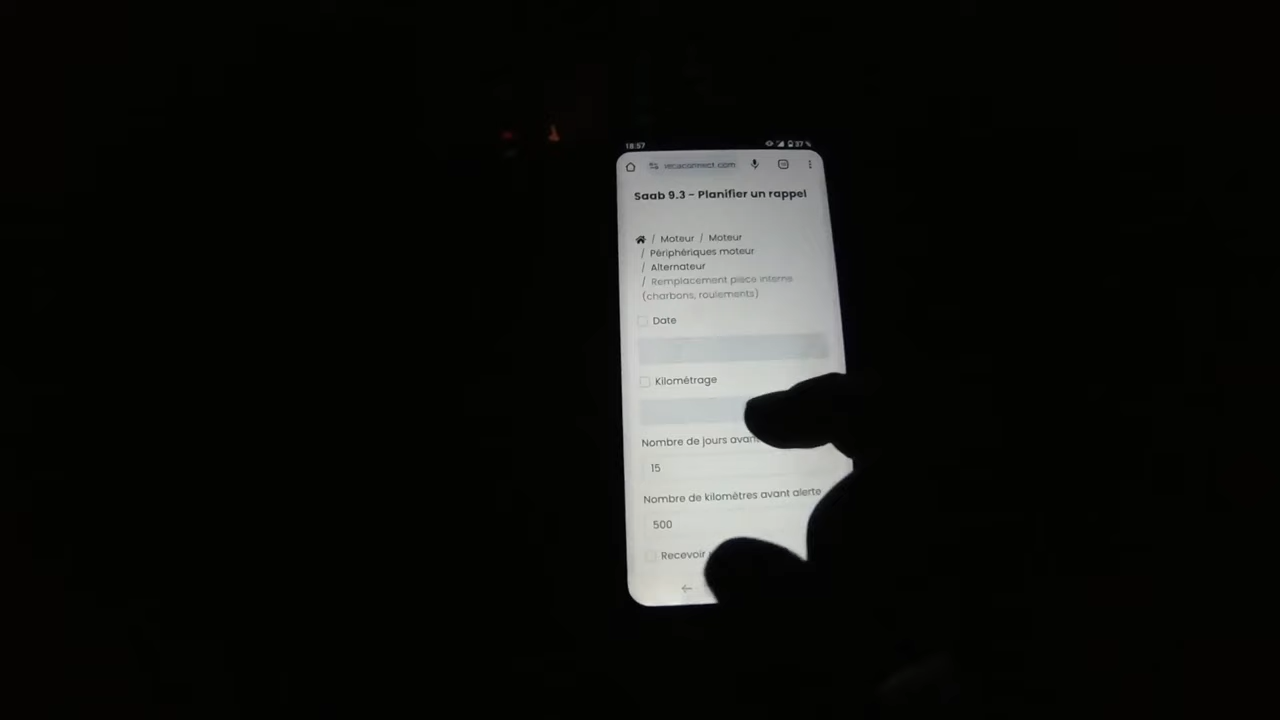 18:57
37%
Saab 9.3 - Planifier un rappel
/ Moteur / Moteur
/ Périphériques moteur
/ Alternateur
/ Remplacement pièce interne
(charbons, roulements)
Date
Kilométrage
Nombre de jours avant
15
Nombre de kilomètres avant alerte
500
Recevoir